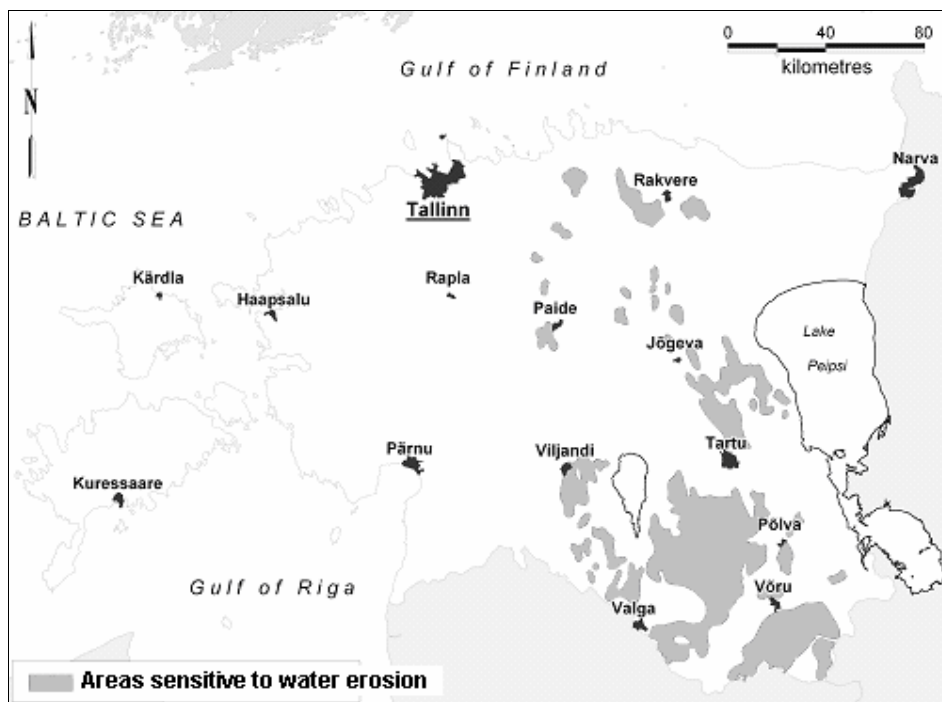 0 40 80
kilometres
Gulf of Finland
N
Narva
Rakvere
Tallinn
BALTIC SEA
Kärdla
Rapla
Haapsalu
Paide
Lake
Peipsi
Jõgeva
Pärnu
Viljandi
Tartu
Kuressaare
Põlva
Gulf of Riga
Võru
Valga
Areas sensitive to water erosion